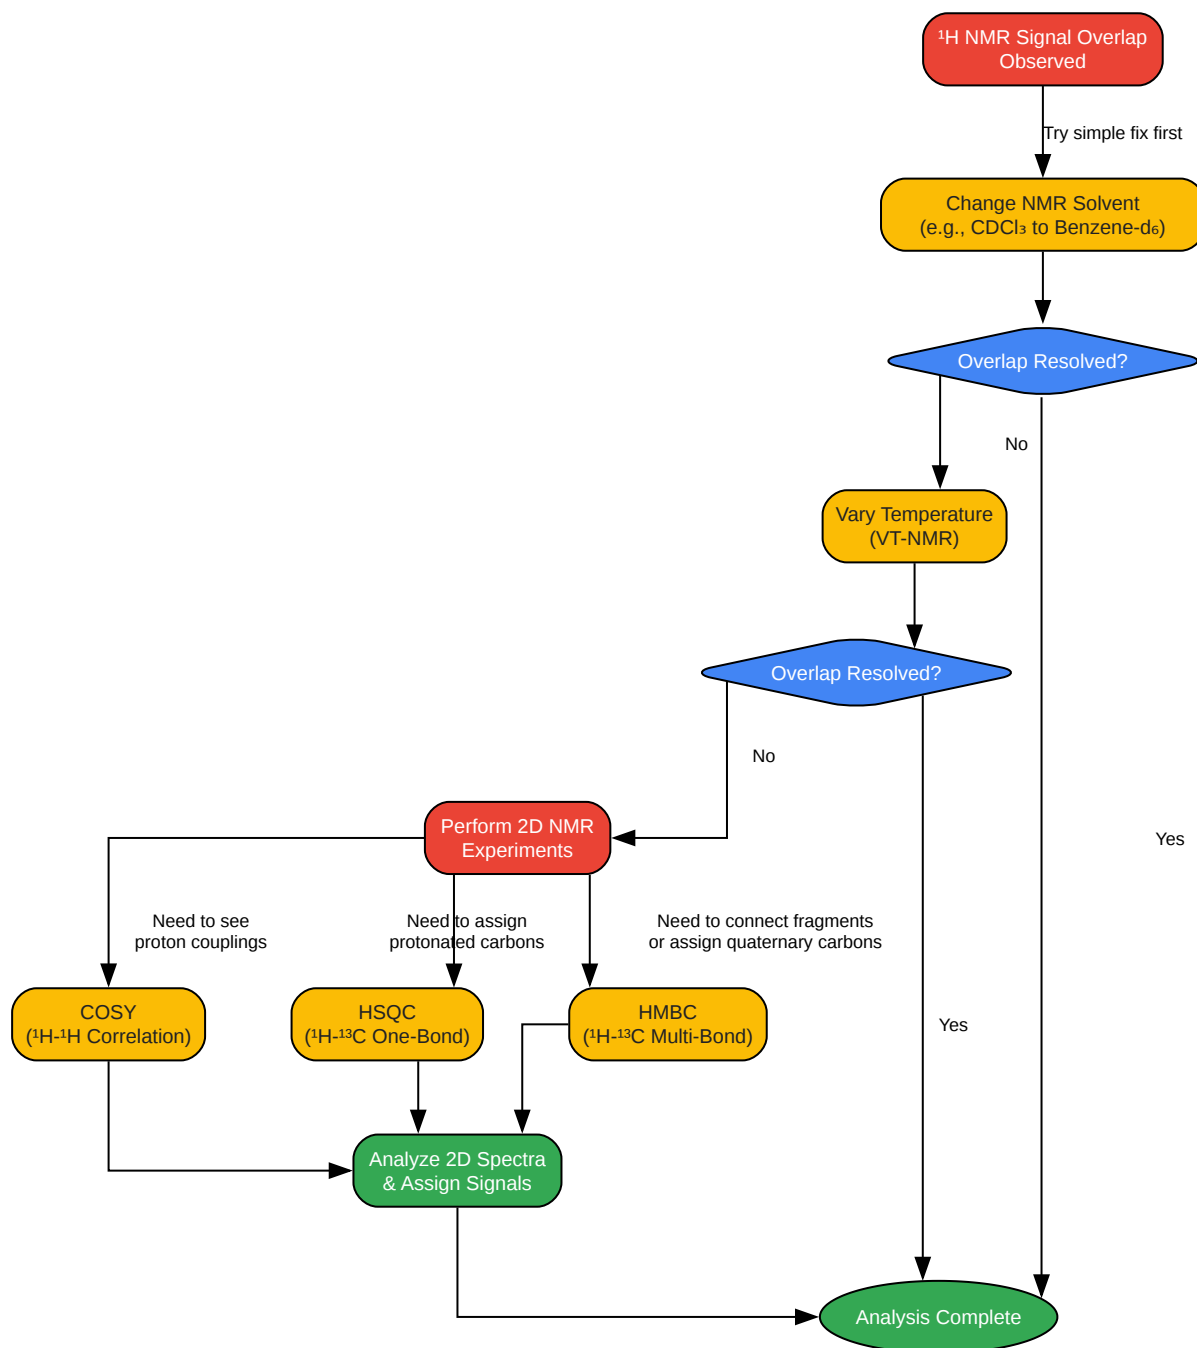 ¹H NMR Signal Overlap
Observed
Try simple fix first
Change NMR Solvent
(e.g., CDCl₃ to Benzene-d₆)
Overlap Resolved?
No
Vary Temperature
(VT-NMR)
Overlap Resolved?
No
Perform 2D NMR
Experiments
Yes
Need to see
proton couplings
Need to assign
protonated carbons
Need to connect fragments
or assign quaternary carbons
COSY
(¹H-¹H Correlation)
HSQC
(¹H-¹³C One-Bond)
HMBC
(¹H-¹³C Multi-Bond)
Yes
Analyze 2D Spectra
& Assign Signals
Analysis Complete